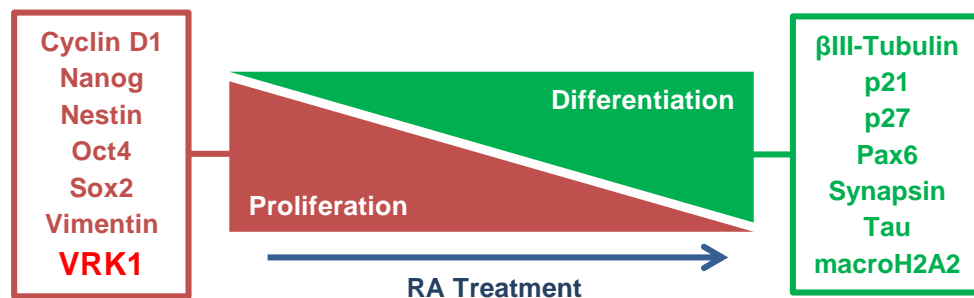 Cyclin D1
Nanog
Nestin
Oct4
Sox2
Vimentin
VRK1
Differentiation
Proliferation
RA Treatment
βIII-Tubulin
p21
p27
Pax6
Synapsin
Tau
macroH2A2